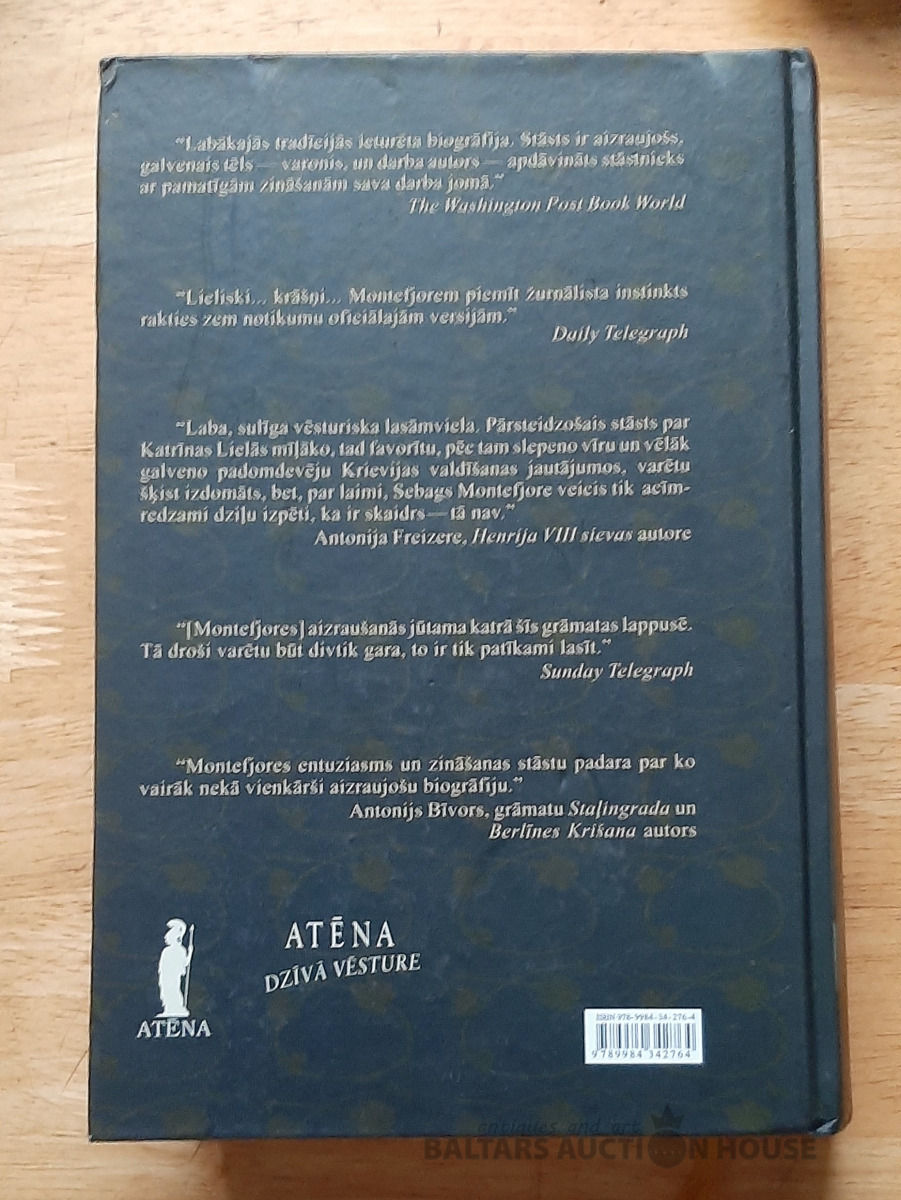 “Labākajās tradīcijās ieturēta biogrāfija. Stāsts ir aizraujošs,
galvenais tēls — varonis, un darba autors — apdāvināts stāstnieks
ar pamatīgām zināšanām sava darba jomā.”
The Washington Post Book World
“Lieliski... krāšņi... Montefjorem piemīt žurnālista instinkts
rakties zem notikumu oficiālajām versijām.”
Daily Telegraph
“Laba, sulīga vēsturiska lasāmviela. Pārsteidzošais stāsts par
Katrīnas Lielās mīļāko, tad favorītu, pēc tam slepeno vīru un vēlāk
galveno padomdevēju Krievijas valdīšanas jautājumos, varētu
šķist izdomāts, bet, par laimi, Sebags Montefjore veicis tik acīm-
redzami dziļu izpēti, ka ir skaidrs — tā nav.”
Antonija Freizere, Henrija VIII sievas autore
“[Montefjores] aizraušanās jūtama katrā šīs grāmatas lappusē.
Tā droši varētu būt divtik gara, to ir tik patīkami lasīt.”
Sunday Telegraph
“Montefjores entuziasms un zināšanas stāstu padara par ko
vairāk nekā vienkārši aizraujošu biogrāfiju.”
Antonijs Bīvors, grāmatu Staļingrada un
Berlīnes Krišana autors
ATĒNA
DZĪVĀ VĒSTURE
ATĒNA
ISBN 978-9984-34-276-4
9 789984 342764
antiques and art
BALTARS AUCTION HOUSE